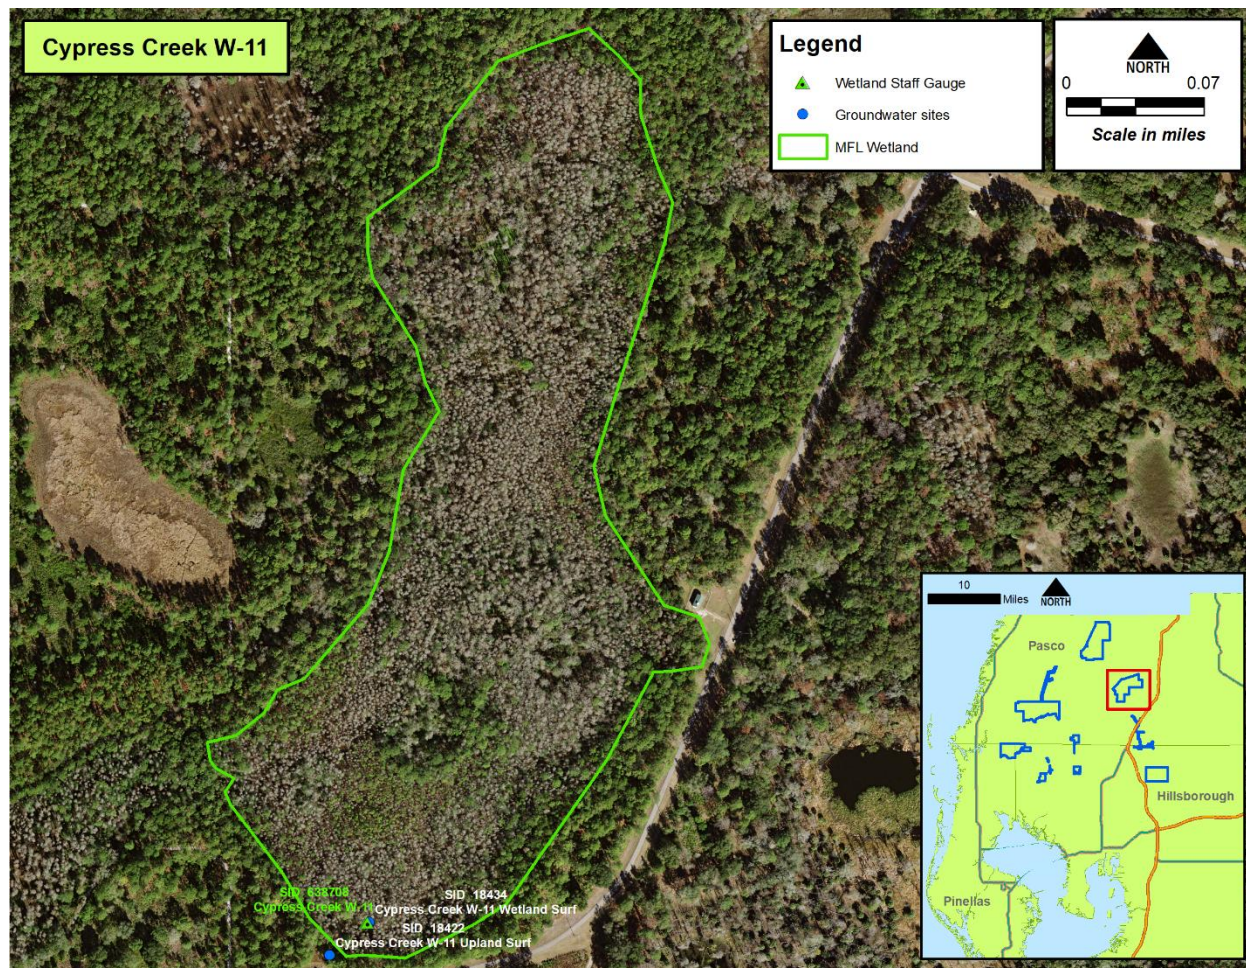 Cypress Creek W-11
Legend
Wetland Staff Gauge
Groundwater sites
MFL Wetland
NORTH
0 0.07
Scale in miles
10
Miles
NORTH
Pasco
Hillsborough
Pinellas
SID 638708
Cypress Creek W-11
SID 18434
Cypress Creek W-11 Wetland Surf
SID 18422
Cypress Creek W-11 Upland Surf